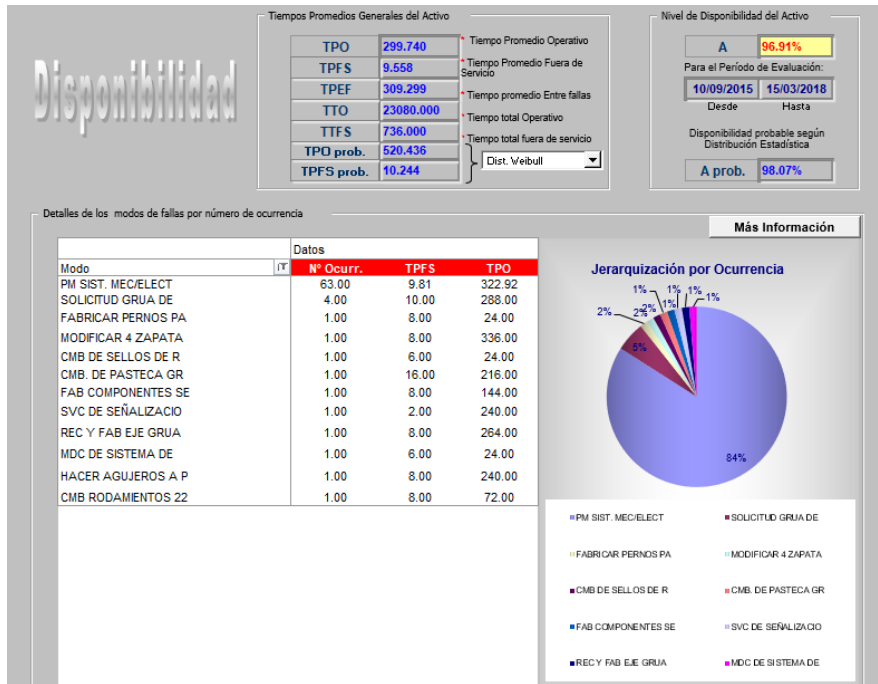 Disponibilidad
Tiempos Promedios Generales del Activo
TPO 299.740 * Tiempo Promedio Operativo
TPFS 9.558 * Tiempo Promedio Fuera de Servicio
TPEF 309.299 * Tiempo promedio Entre fallas
TTO 23080.000 * Tiempo total Operativo
TTFS 736.000 * Tiempo total fuera de servicio
TPO prob. 520.436
TPFS prob. 10.244
Dist. Weibull
Nivel de Disponibilidad del Activo
A 96.91%
Para el Período de Evaluación:
10/09/2015 15/03/2018
Desde Hasta
Disponibilidad probable según
Distribución Estadística
A prob. 98.07%
Detalles de los modos de fallas por número de ocurrencia
Más Información
Datos
Modo Nº Ocurr. TPFS TPO
PM SIST. MEC/ELECT 63.00 9.81 322.92
SOLICITUD GRUA DE 4.00 10.00 288.00
FABRICAR PERNOS PA 1.00 8.00 24.00
MODIFICAR 4 ZAPATA 1.00 8.00 336.00
CMB DE SELLOS DE R 1.00 6.00 24.00
CMB. DE PASTECA GR 1.00 16.00 216.00
FAB COMPONENTES SE 1.00 8.00 144.00
SVC DE SEÑALIZACIO 1.00 2.00 240.00
REC Y FAB EJE GRUA 1.00 8.00 264.00
MDC DE SISTEMA DE 1.00 6.00 24.00
HACER AGUJEROS A P 1.00 8.00 240.00
CMB RODAMIENTOS 22 1.00 8.00 72.00
Jerarquización por Ocurrencia
1% 1% 1% 1%
2% 2% 2% 1%
5%
84%
PM SIST. MEC/ELECT SOLICITUD GRUA DE
FABRICAR PERNOS PA MODIFICAR 4 ZAPATA
CMB DE SELLOS DE R CMB. DE PASTECA GR
FAB COMPONENTES SE SVC DE SEÑALIZACIO
REC Y FAB EJE GRUA MDC DE SISTEMA DE